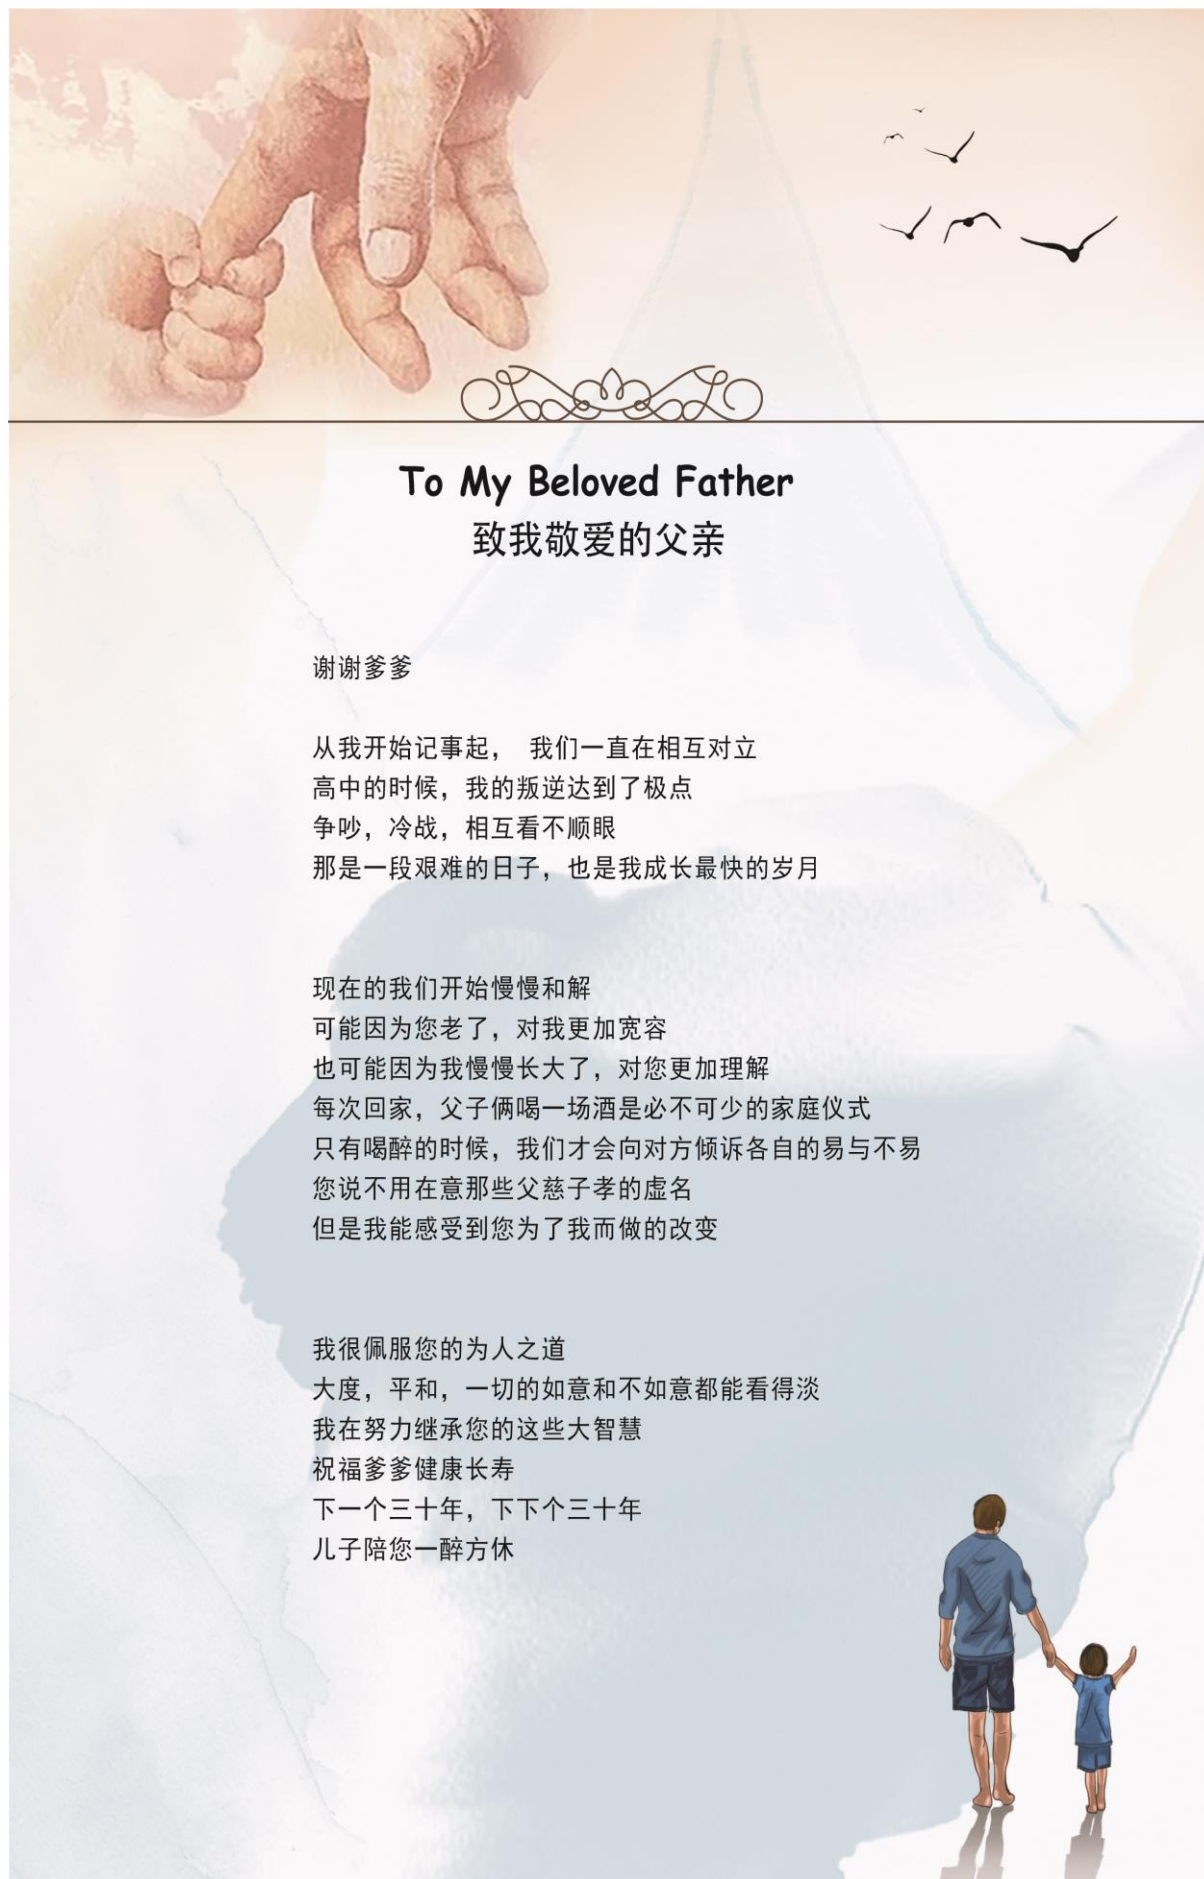 To My Beloved Father
致我敬爱的父亲
谢谢爹爹
从我开始记事起， 我们一直在相互对立
高中的时候，我的叛逆达到了极点
争吵，冷战，相互看不顺眼
那是一段艰难的日子，也是我成长最快的岁月
现在的我们开始慢慢和解
可能因为您老了，对我更加宽容
也可能因为我慢慢长大了，对您更加理解
每次回家，父子俩喝一场酒是必不可少的家庭仪式
只有喝醉的时候，我们才会向对方倾诉各自的易与不易
您说不用在意那些父慈子孝的虚名
但是我能感受到您为了我而做的改变
我很佩服您的为人之道
大度，平和，一切的如意和不如意都能看得淡
我在努力继承您的这些大智慧
祝福爹爹健康长寿
下一个三十年，下下个三十年
儿子陪您一醉方休